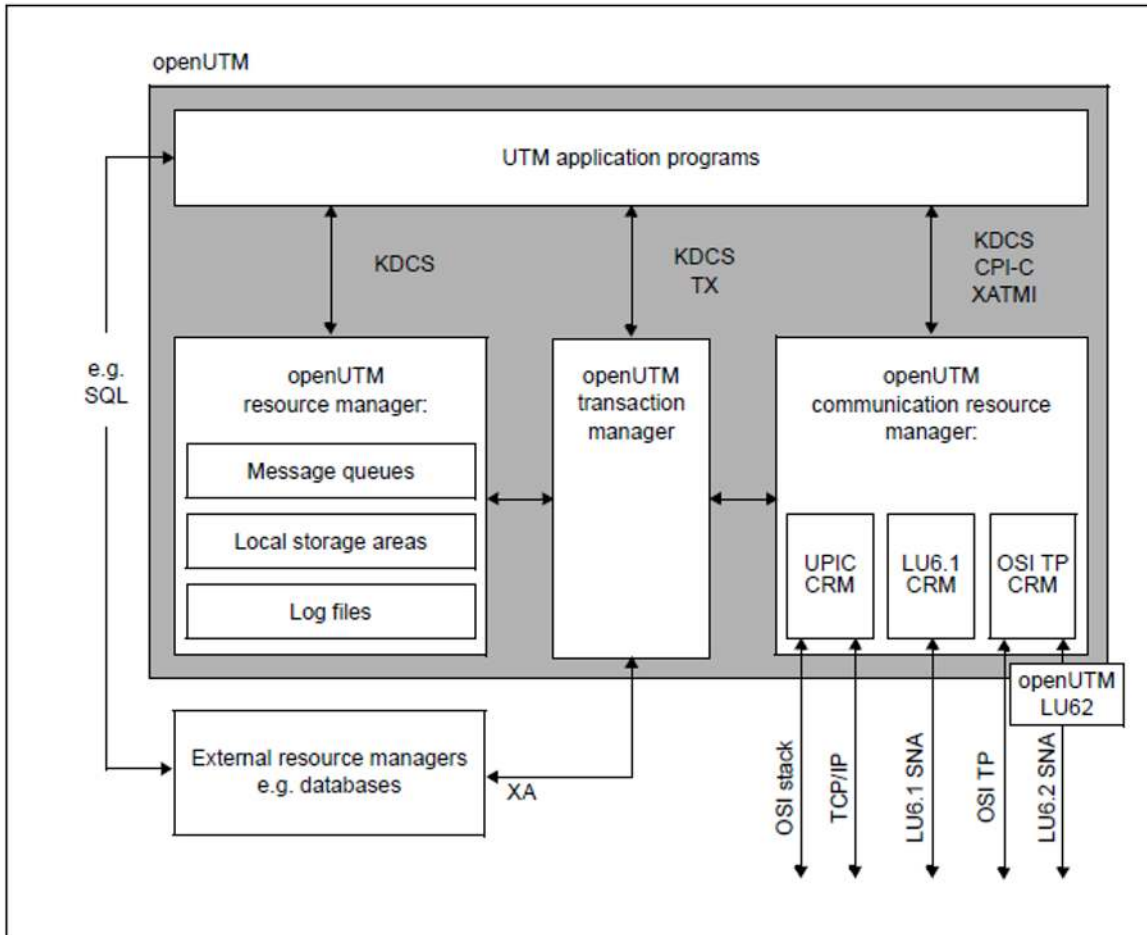 openUTM
UTM application programs
KDCS
KDCS
TX
KDCS
CPI-C
XATMI
e.g.
SQL
openUTM
resource manager:
Message queues
Local storage areas
Log files
openUTM
transaction
manager
openUTM
communication resource
manager:
UPIC
CRM
LU6.1
CRM
OSI TP
CRM
openUTM
LU62
External resource managers
e.g. databases
XA
OSI stack
TCP/IP
LU6.1 SNA
OSI TP
LU6.2 SNA